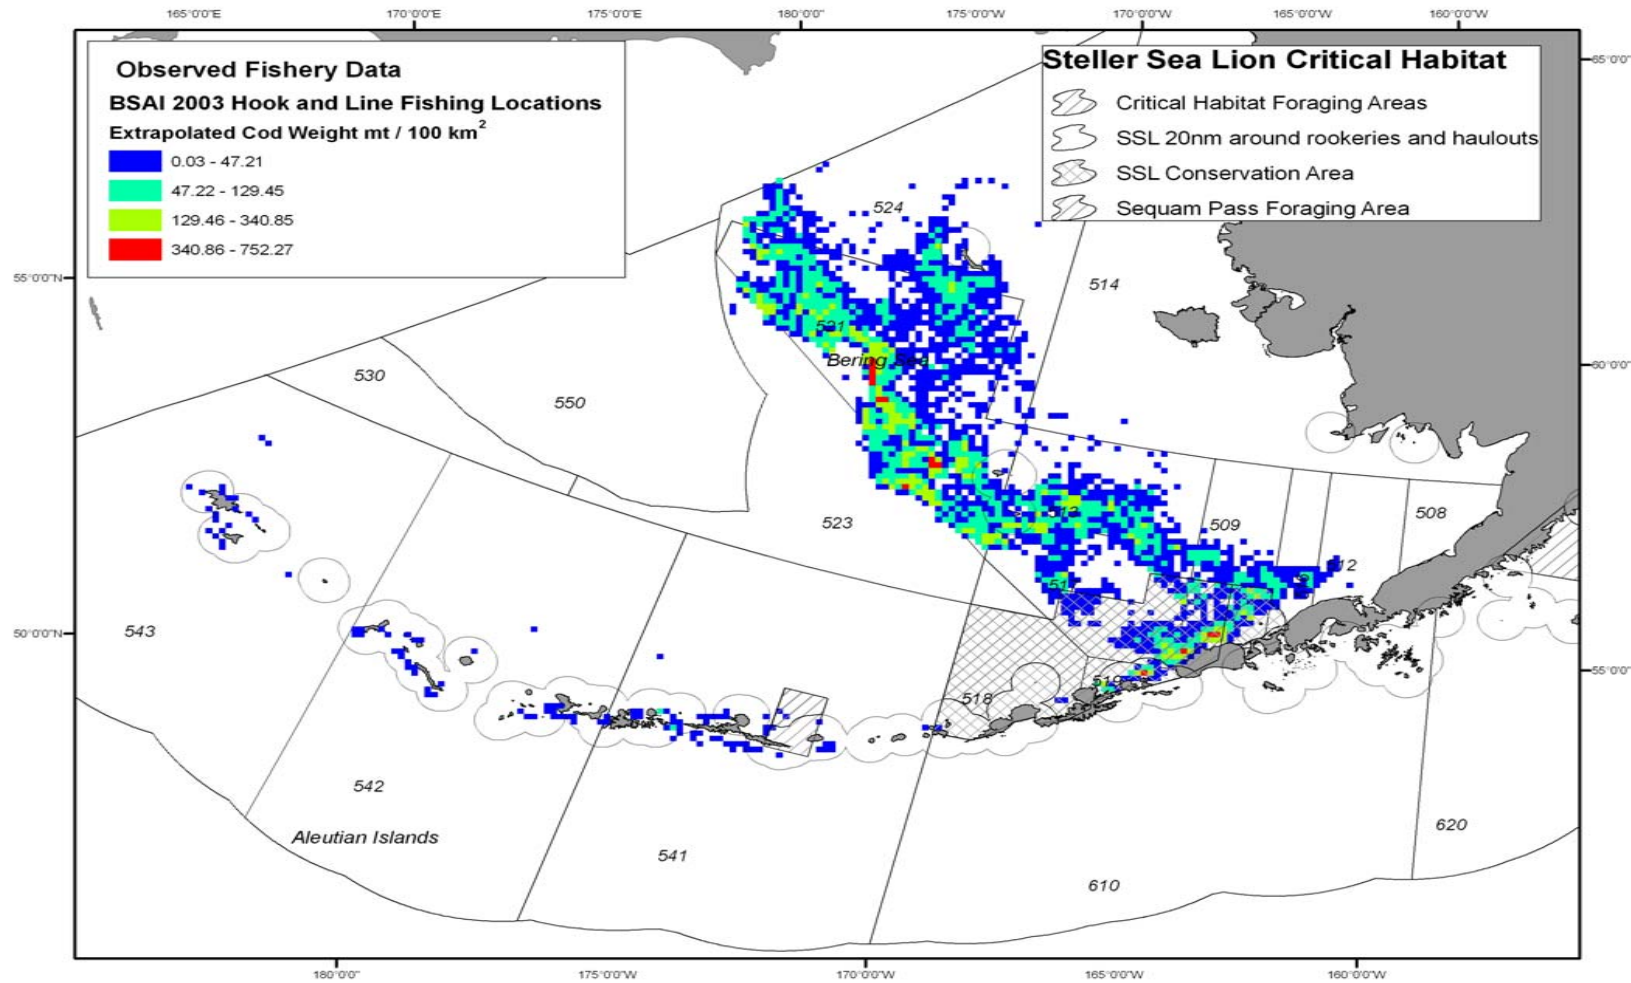 165°0'0"E 170°0'0"E 175°0'0"E 180°0'0" 175°0'0"W 170°0'0"W 165°0'0"W 160°0'0"W
Observed Fishery Data
BSAI 2003 Hook and Line Fishing Locations
Extrapolated Cod Weight mt / 100 km2
0.03 - 47.21
47.22 - 129.45
129.46 - 340.85
340.86 - 752.27
Steller Sea Lion Critical Habitat
Critical Habitat Foraging Areas
SSL 20nm around rookeries and haulouts
SSL Conservation Area
Sequam Pass Foraging Area
524
55°0'0"N
514
521
Bering Sea
60°0'0"
530
550
513
523
509
508
512
517
543
50°0'0"N
55°0'0"
519
518
542
Aleutian Islands
541
620
610
180°0'0" 175°0'0"W 170°0'0"W 165°0'0"W 160°0'0"W